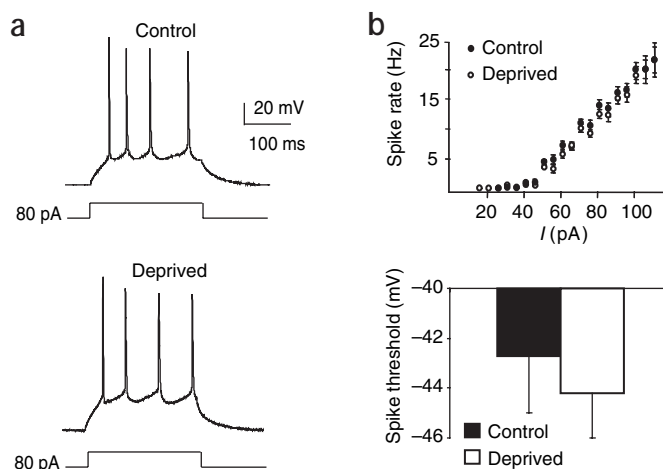 a
Control
20 mV
100 ms
80 pA
Deprived
80 pA
b
25
20
15
5
Spike rate (Hz)
Control
Deprived
20 40 60 80 100
I (pA)
–40
–42
–44
–46
Spike threshold (mV)
Control
Deprived